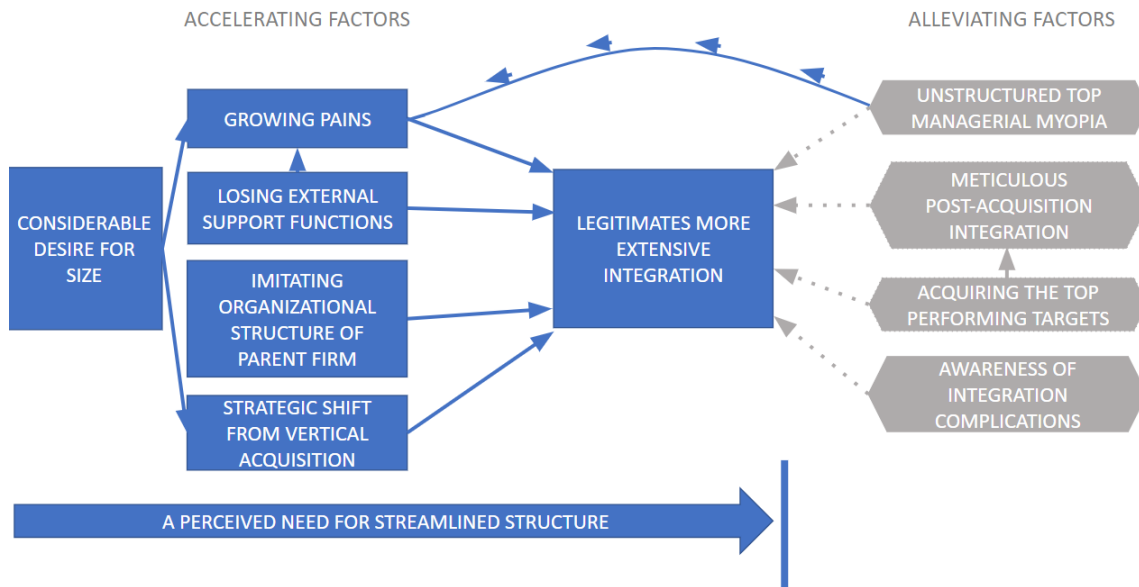 ACCELERATING FACTORS
ALLEVIATING FACTORS
CONSIDERABLE
DESIRE FOR
SIZE
GROWING PAINS
LOSING EXTERNAL
SUPPORT FUNCTIONS
IMITATING
ORGANIZATIONAL
STRUCTURE OF
PARENT FIRM
STRATEGIC SHIFT
FROM VERTICAL
ACQUISITION
LEGITIMATES MORE
EXTENSIVE
INTEGRATION
UNSTRUCTURED TOP
MANAGERIAL MYOPIA
METICULOUS
POST-ACQUISITION
INTEGRATION
ACQUIRING THE TOP
PERFORMING TARGETS
AWARENESS OF
INTEGRATION
COMPLICATIONS
A PERCEIVED NEED FOR STREAMLINED STRUCTURE